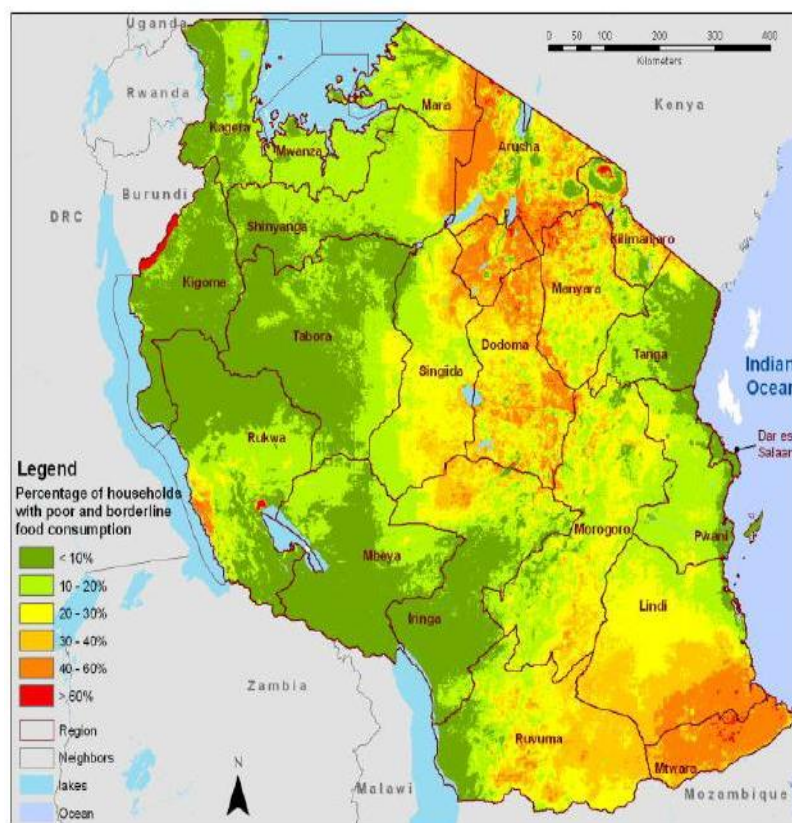 Uganda
0 50 100 200 300 400
Kilometers
Rwanda
Kenya
Mara
Kagera
Mwanza
Arusha
Burundi
DRC
Shinyanga
Kilimanjaro
Kigoma
Manyara
Tabora
Tanga
Singida
Dodoma
Indian
Ocean
Rukwa
Dar es
Salaam
Legend
Percentage of households
with poor and borderline
food consumption
Morogoro
Pwani
Mbeya
< 10%
10 - 20%
Iringa
Lindi
20 - 30%
30 - 40%
40 - 60%
> 60%
Zambia
Region
Ruvuma
Neighbors
N
Mtwara
lakes
Malawi
Mozambique
Ocean